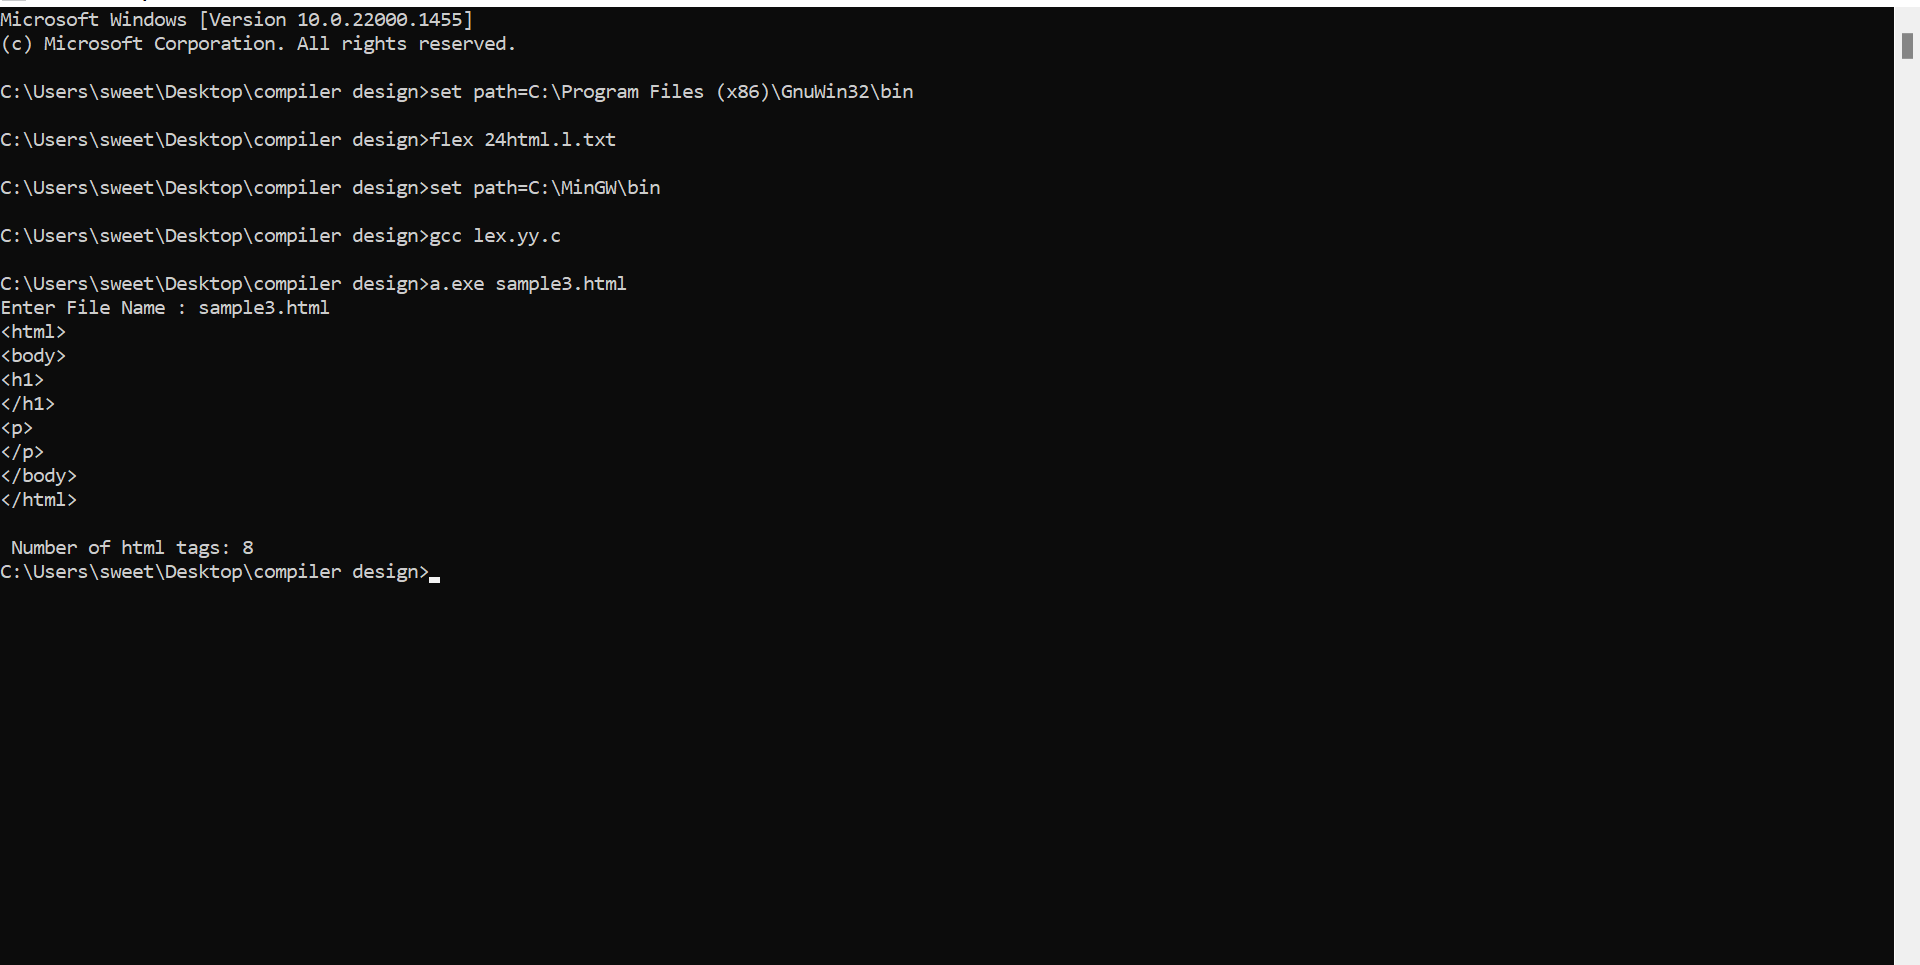 Microsoft Windows [Version 10.0.22000.1455]
(c) Microsoft Corporation. All rights reserved.
C:\Users\sweet\Desktop\compiler design>set path=C:\Program Files (x86)\GnuWin32\bin
C:\Users\sweet\Desktop\compiler design>flex 24html.l.txt
C:\Users\sweet\Desktop\compiler design>set path=C:\MinGW\bin
C:\Users\sweet\Desktop\compiler design>gcc lex.yy.c
C:\Users\sweet\Desktop\compiler design>a.exe sample3.html
Enter File Name : sample3.html
<html>
<body>
<h1>
</h1>
<p>
</p>
</body>
</html>
Number of html tags: 8
C:\Users\sweet\Desktop\compiler design>